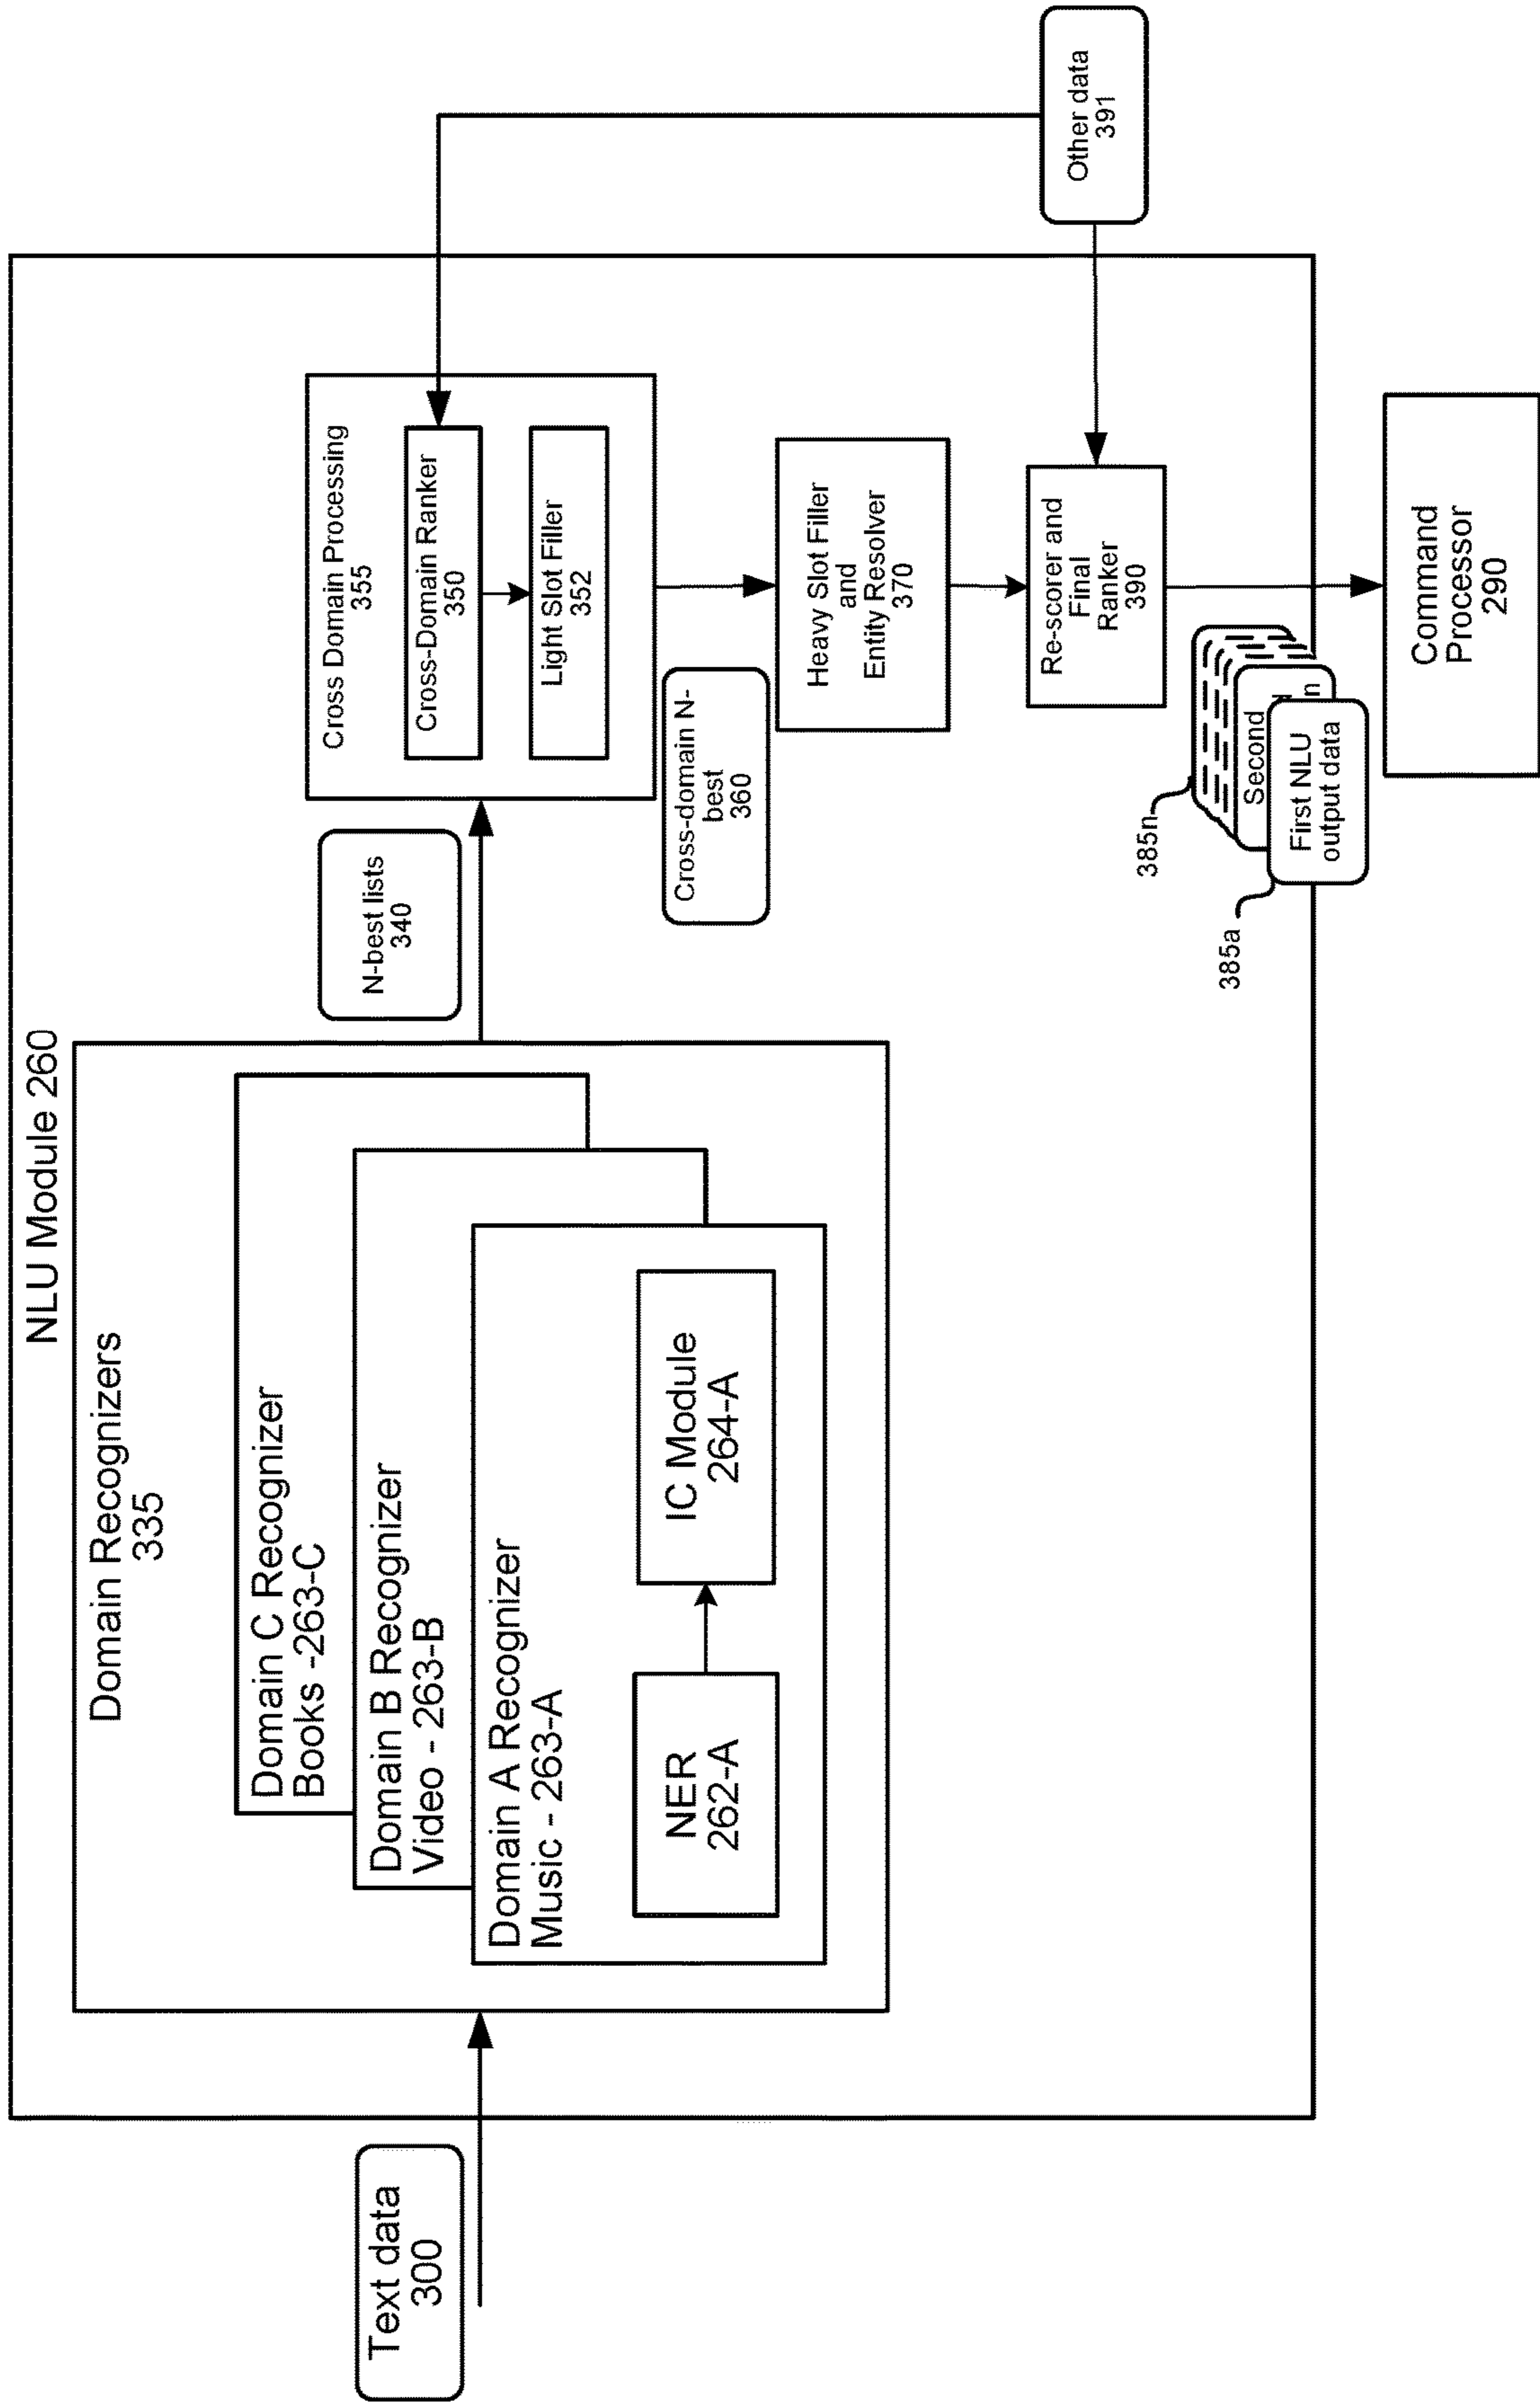 NLU Module 260
Domain Recognizers
335
Domain C Recognizer
Books -263-C
Domain B Recognizer
Video - 263-B
Domain A Recognizer
Music - 263-A
NER
262-A
IC Module
264-A
Text data
300
N-best lists
340
Cross Domain Processing
355
Cross-Domain Ranker
350
Light Slot Filler
352
Cross-domain N-
best
360
Heavy Slot Filler
and
Entity Resolver
370
Re-scorer and
Final
Ranker
390
Other data
391
385n
385a
Second
First NLU
output data
Command
Processor
290